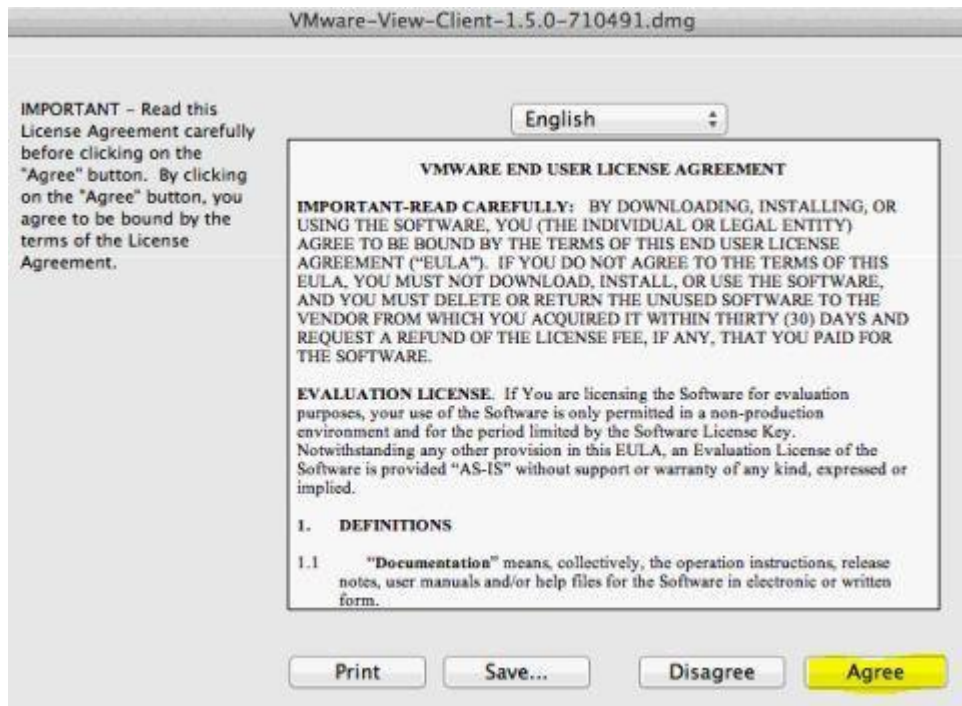 VMware-View-Client-1.5.0-710491.dmg
IMPORTANT – Read this
License Agreement carefully
before clicking on the
"Agree" button. By clicking
on the "Agree" button, you
agree to be bound by the
terms of the License
Agreement.
English
VMWARE END USER LICENSE AGREEMENT
IMPORTANT-READ CAREFULLY: BY DOWNLOADING, INSTALLING, OR
USING THE SOFTWARE, YOU (THE INDIVIDUAL OR LEGAL ENTITY)
AGREE TO BE BOUND BY THE TERMS OF THIS END USER LICENSE
AGREEMENT (“EULA”). IF YOU DO NOT AGREE TO THE TERMS OF THIS
EULA, YOU MUST NOT DOWNLOAD, INSTALL, OR USE THE SOFTWARE,
AND YOU MUST DELETE OR RETURN THE UNUSED SOFTWARE TO THE
VENDOR FROM WHICH YOU ACQUIRED IT WITHIN THIRTY (30) DAYS AND
REQUEST A REFUND OF THE LICENSE FEE, IF ANY, THAT YOU PAID FOR
THE SOFTWARE.
EVALUATION LICENSE. If You are licensing the Software for evaluation
purposes, your use of the Software is only permitted in a non-production
environment and for the period limited by the Software License Key.
Notwithstanding any other provision in this EULA, an Evaluation License of the
Software is provided “AS-IS” without support or warranty of any kind, expressed or
implied.
1. DEFINITIONS
1.1 “Documentation” means, collectively, the operation instructions, release
notes, user manuals and/or help files for the Software in electronic or written
form.
Print Save... Disagree Agree